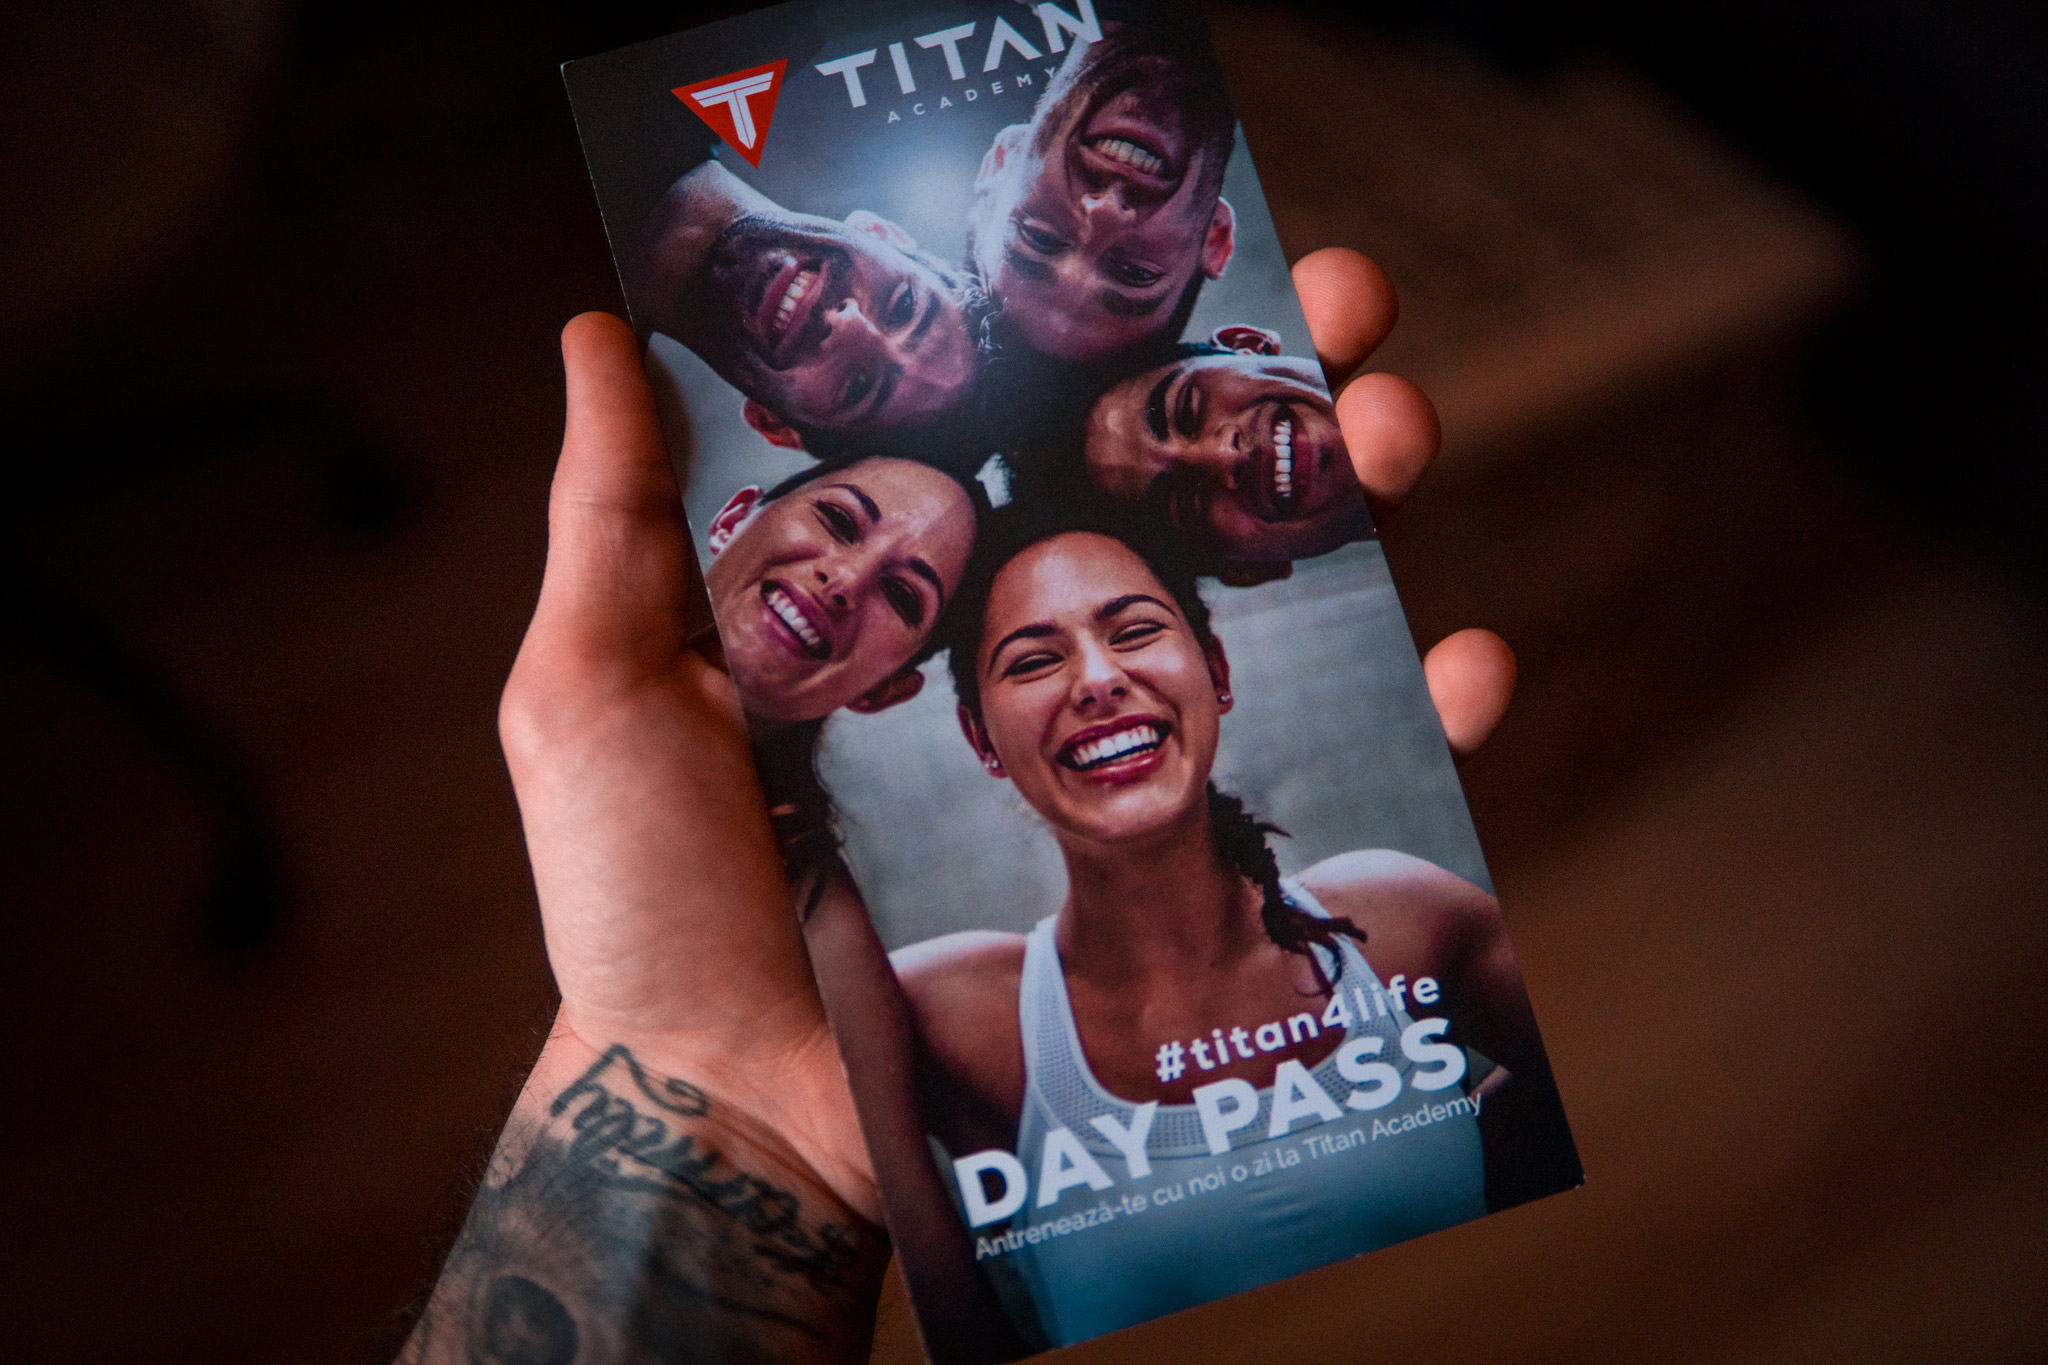 TITAN
ACADEMY
#titan4life
DAY PASS
Antrenează-te cu noi o zi la Titan Academy